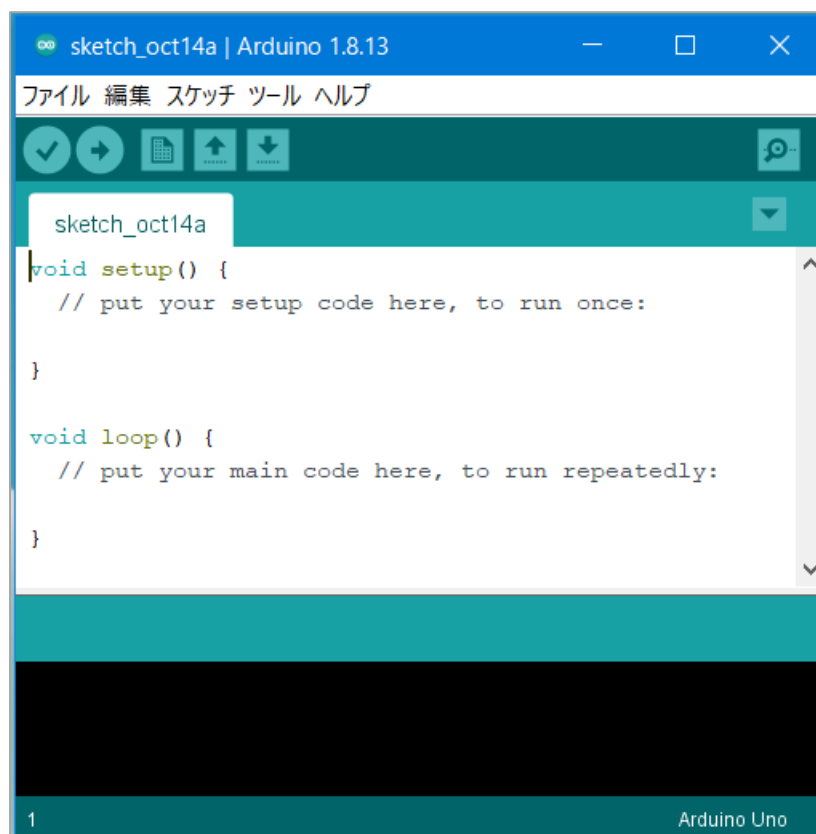 sketch_oct14a | Arduino 1.8.13
ファイル 編集 スケッチ ツール ヘルプ
sketch_oct14a
void setup() {
  // put your setup code here, to run once:
}
void loop() {
  // put your main code here, to run repeatedly:
}
1 Arduino Uno